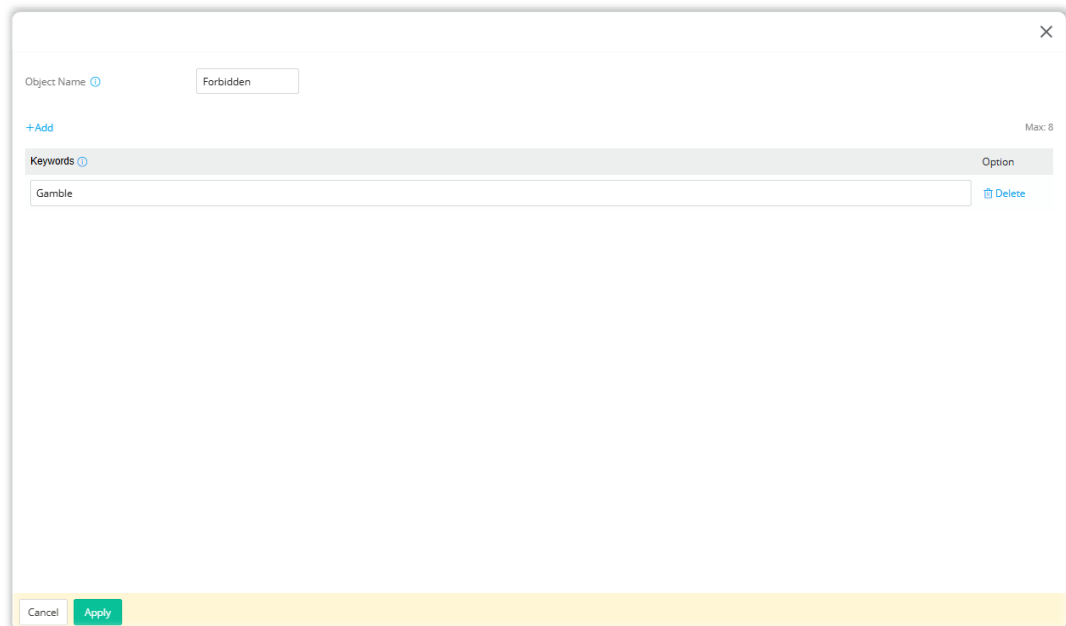 Object Name Forbidden
+Add Max: 8
Keywords Option
Gamble Delete
Cancel Apply